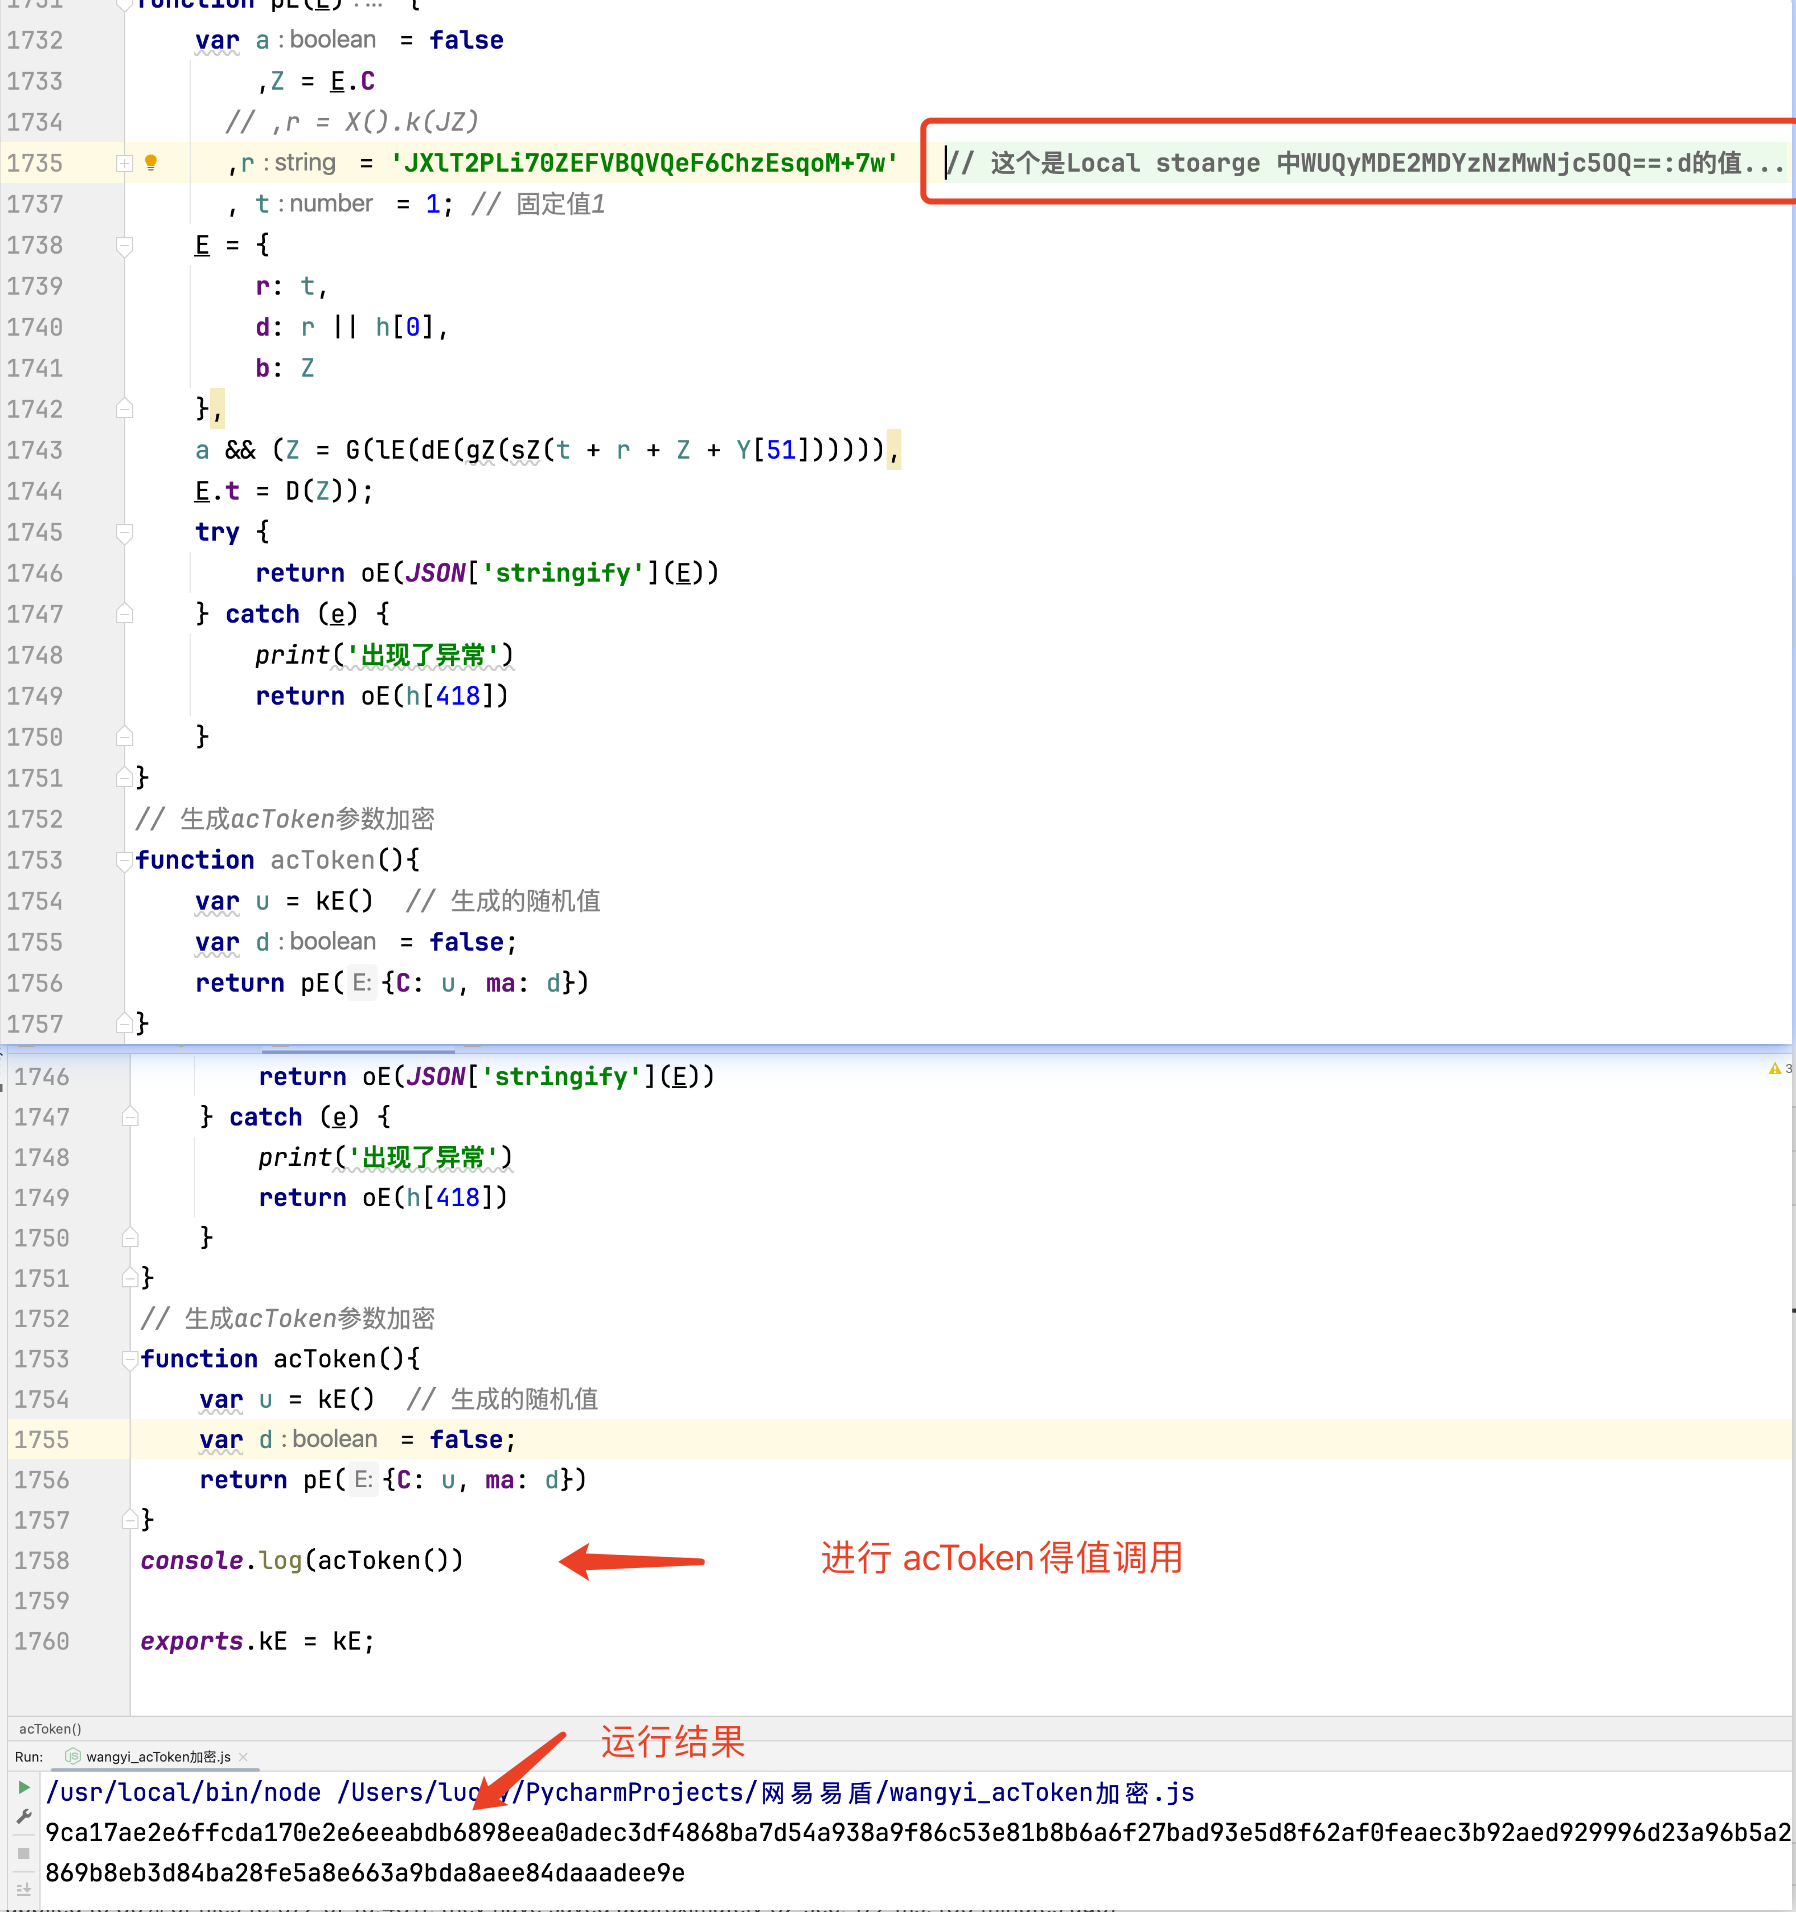 1731 function pE(E) {
1732 var a : boolean = false
1733 ,Z = E.C
1734 // ,r = X().k(JZ)
1735 ,r : string = 'JXlT2PLi70ZEFVBQVQeF6ChzEsqoM+7w' // 这个是Local stoarge 中WUQyMDE2MDYzNzMwNjc5OQ==:d的值...
1737 , t : number = 1; // 固定值1
1738 E = {
1739 r: t,
1740 d: r || h[0],
1741 b: Z
1742 },
1743 a && (Z = G(lE(dE(gZ(sZ(t + r + Z + Y[51])))))),
1744 E.t = D(Z));
1745 try {
1746 return oE(JSON['stringify'](E))
1747 } catch (e) {
1748 print('出现了异常')
1749 return oE(h[418])
1750 }
1751 }
1752 // 生成acToken参数加密
1753 function acToken(){
1754 var u = kE() // 生成的随机值
1755 var d : boolean = false;
1756 return pE( E: {C: u, ma: d})
1757 }
1746 return oE(JSON['stringify'](E))
3
1747 } catch (e) {
1748 print('出现了异常')
1749 return oE(h[418])
1750 }
1751 }
1752 // 生成acToken参数加密
1753 function acToken(){
1754 var u = kE() // 生成的随机值
1755 var d : boolean = false;
1756 return pE( E: {C: u, ma: d})
1757 }
1758 console.log(acToken()) 进行 acToken得值调用
1759
1760 exports.kE = kE;
acToken()
运行结果
Run: wangyi_acToken加密.js ×
/usr/local/bin/node /Users/lucky/PycharmProjects/网易易盾/wangyi_acToken加密.js
9ca17ae2e6ffcda170e2e6eeabdb6898eea0adec3df4868ba7d54a938a9f86c53e81b8b6a6f27bad93e5d8f62af0feaec3b92aed929996d23a96b5a2
869b8eb3d84ba28fe5a8e663a9bda8aee84daaadee9e